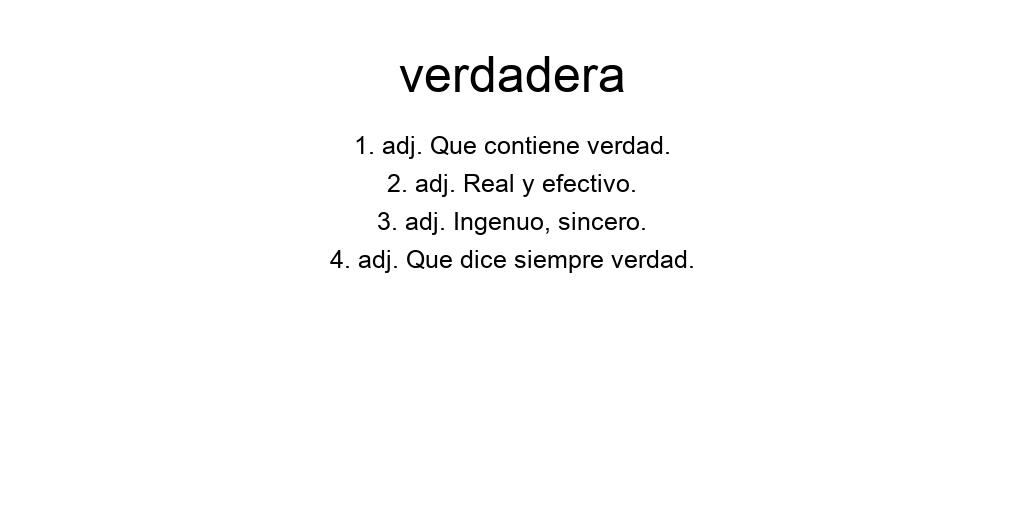 verdadera
1. adj. Que contiene verdad.
2. adj. Real y efectivo.
3. adj. Ingenuo, sincero.
4. adj. Que dice siempre verdad.